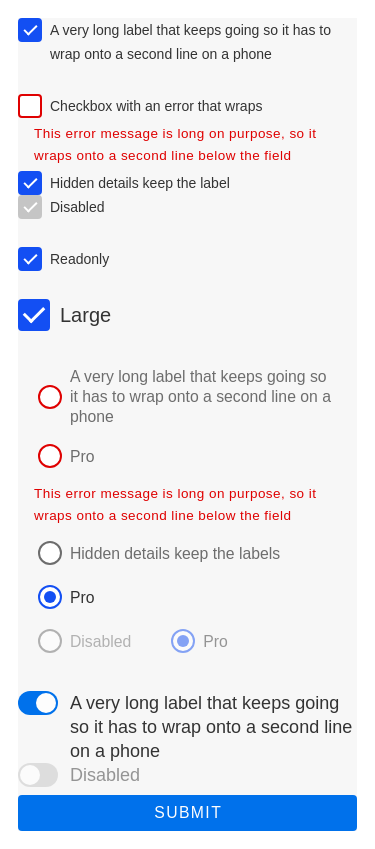 A very long label that keeps going so it has to
wrap onto a second line on a phone
Checkbox with an error that wraps
This error message is long on purpose, so it
wraps onto a second line below the field
Hidden details keep the label
Disabled
Readonly
Large
A very long label that keeps going so
it has to wrap onto a second line on a
phone
Pro
This error message is long on purpose, so it
wraps onto a second line below the field
Hidden details keep the labels
Pro
Disabled Pro
A very long label that keeps going
so it has to wrap onto a second line
on a phone
Disabled
SUBMIT